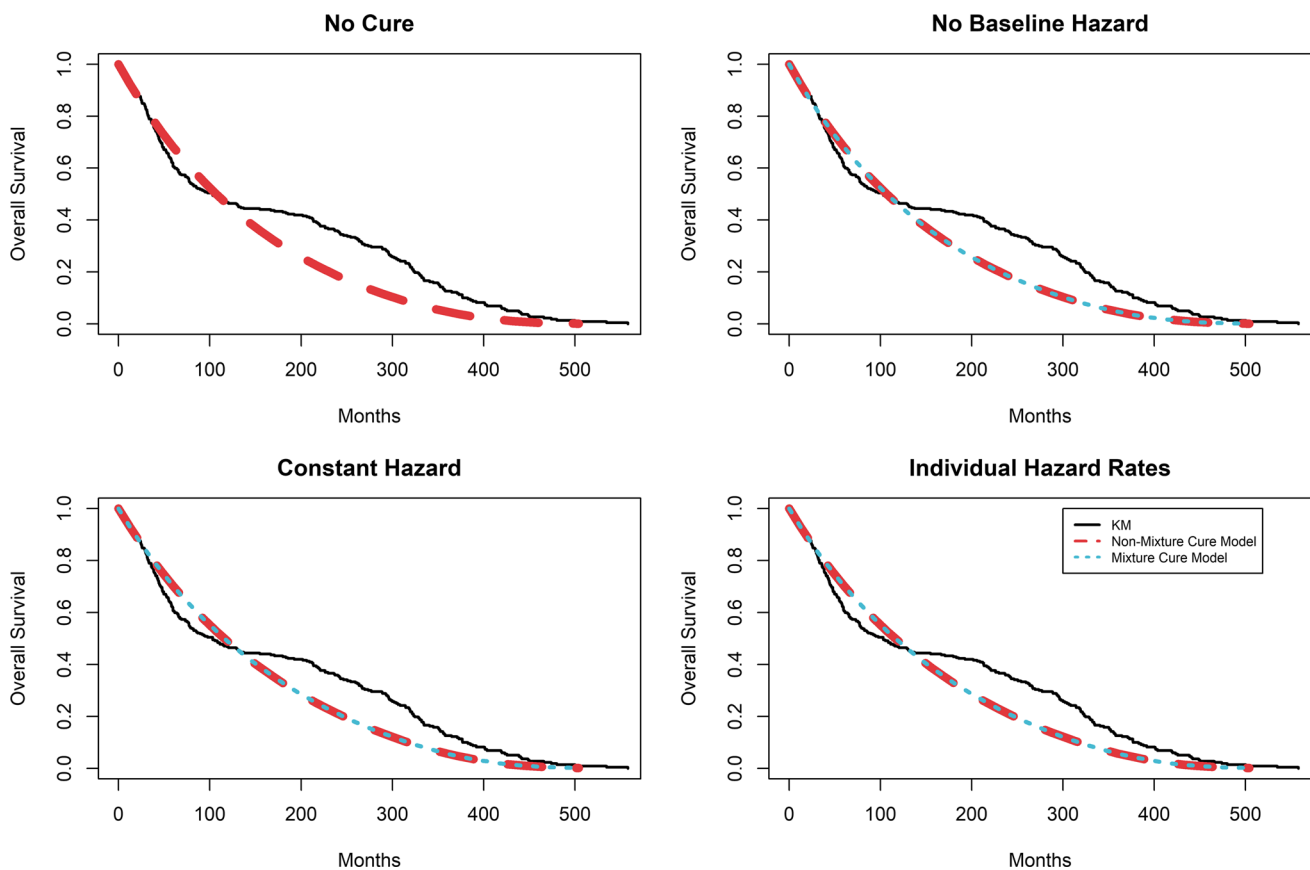 No Cure
Overall Survival
1.0
0.8
0.6
0.4
0.2
0.0
0 100 200 300 400 500
Months
No Baseline Hazard
Overall Survival
1.0
0.8
0.6
0.4
0.2
0.0
0 100 200 300 400 500
Months
Constant Hazard
Overall Survival
1.0
0.8
0.6
0.4
0.2
0.0
0 100 200 300 400 500
Months
Individual Hazard Rates
Overall Survival
1.0
0.8
0.6
0.4
0.2
0.0
KM
Non-Mixture Cure Model
Mixture Cure Model
0 100 200 300 400 500
Months